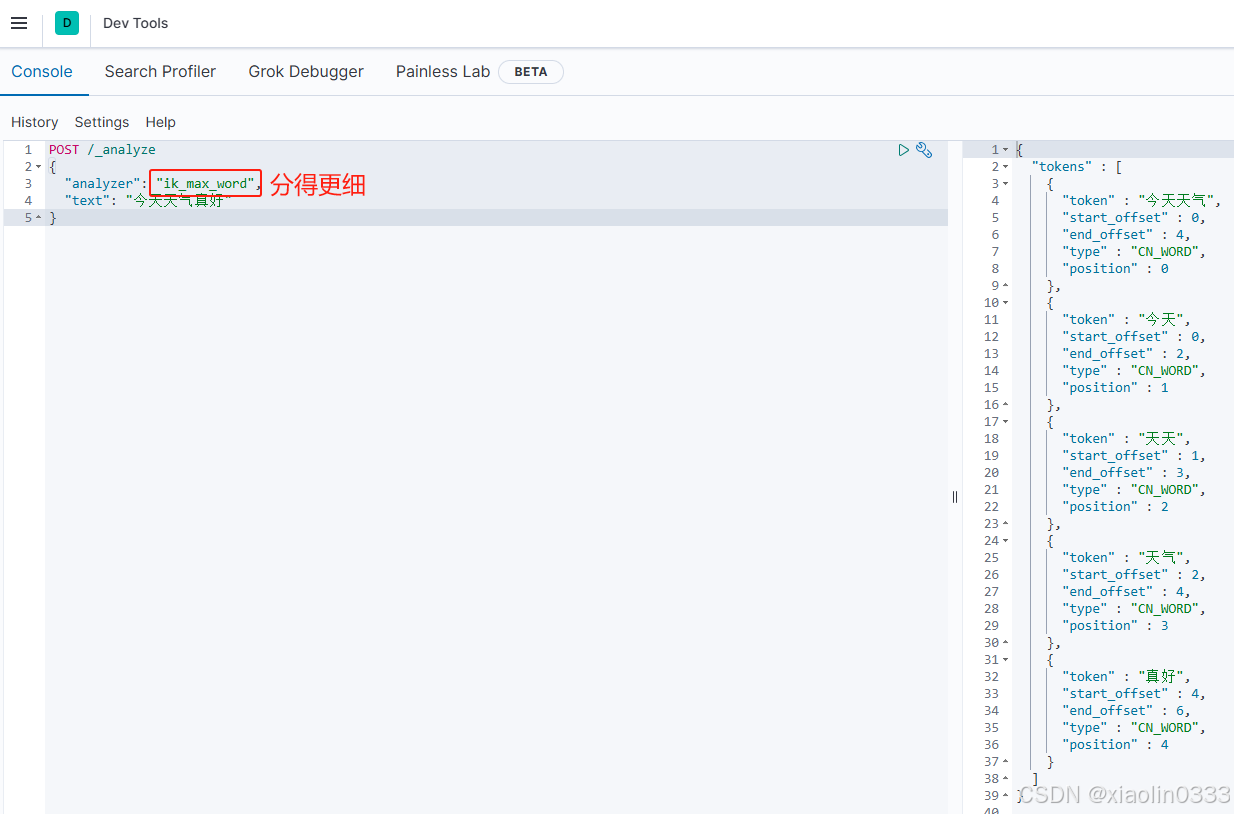 D Dev Tools
Console Search Profiler Grok Debugger Painless Lab BETA
History Settings Help
1 POST /_analyze
2 {
3 "analyzer": "ik_max_word", 分得更细
4 "text": "今天天气真好"
5 }
1 {
2 "tokens" : [
3 {
4 "token" : "今天天气",
5 "start_offset" : 0,
6 "end_offset" : 4,
7 "type" : "CN_WORD",
8 "position" : 0
9 },
10 {
11 "token" : "今天",
12 "start_offset" : 0,
13 "end_offset" : 2,
14 "type" : "CN_WORD",
15 "position" : 1
16 },
17 {
18 "token" : "天天",
19 "start_offset" : 1,
20 "end_offset" : 3,
21 "type" : "CN_WORD",
22 "position" : 2
23 },
24 {
25 "token" : "天气",
26 "start_offset" : 2,
27 "end_offset" : 4,
28 "type" : "CN_WORD",
29 "position" : 3
30 },
31 {
32 "token" : "真好",
33 "start_offset" : 4,
34 "end_offset" : 6,
35 "type" : "CN_WORD",
36 "position" : 4
37 }
38 ]
39 }
40
CSDN @xiaolin0333